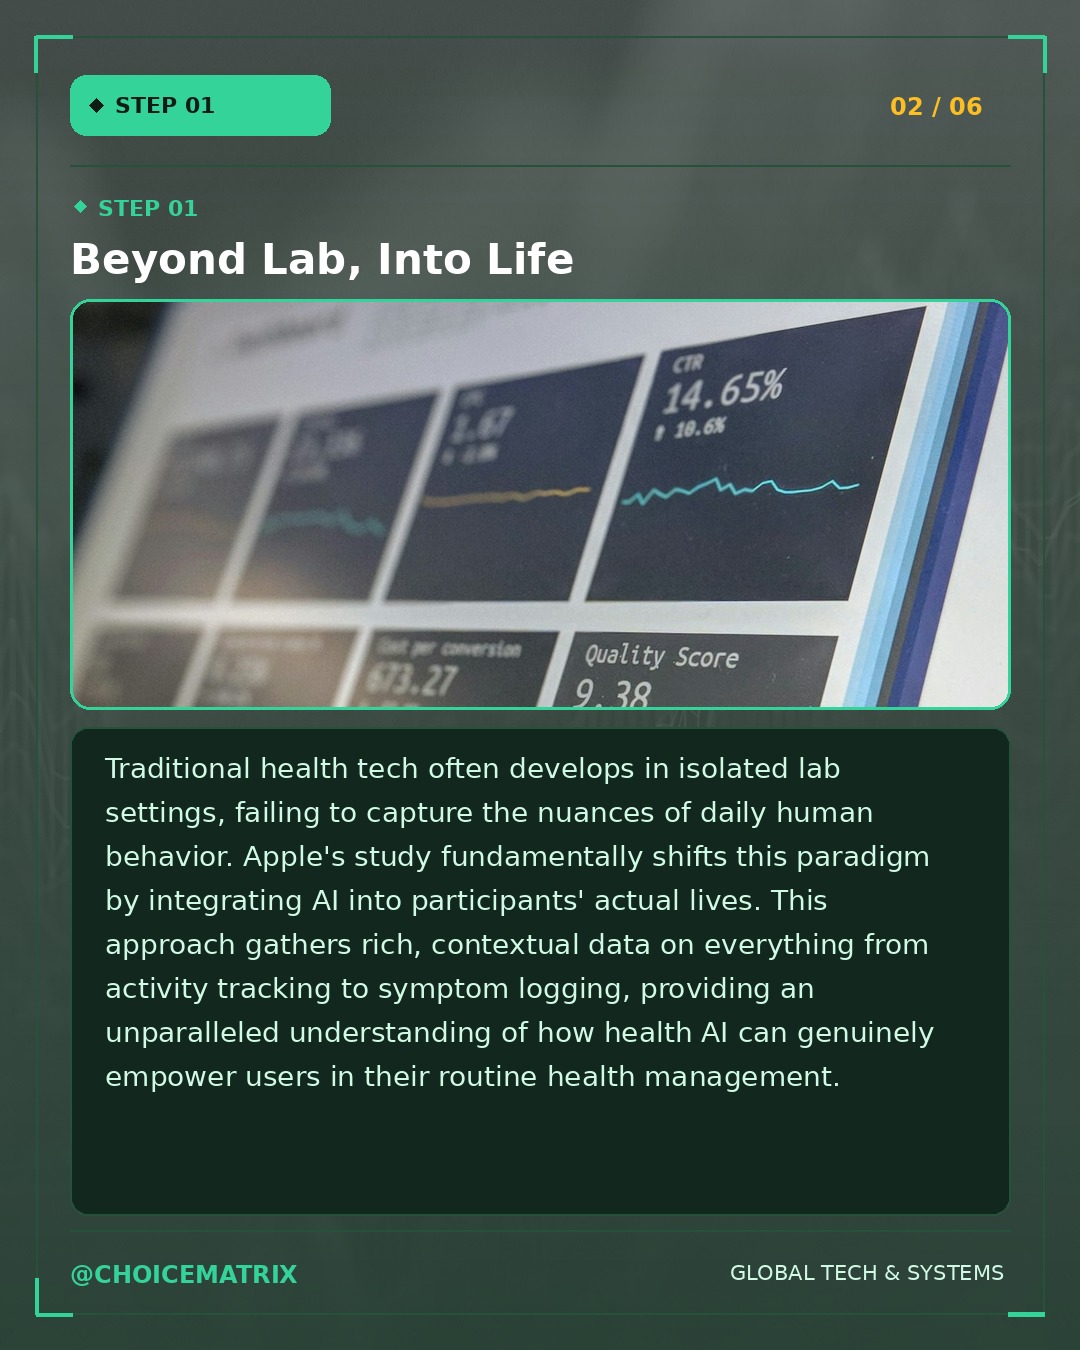 STEP 01
02 / 06
STEP 01
Beyond Lab, Into Life
CTR
14.65%
10.6%
1.67
Cost per conversion
673.27
Quality Score
9.38
Traditional health tech often develops in isolated lab
settings, failing to capture the nuances of daily human
behavior. Apple's study fundamentally shifts this paradigm
by integrating AI into participants' actual lives. This
approach gathers rich, contextual data on everything from
activity tracking to symptom logging, providing an
unparalleled understanding of how health AI can genuinely
empower users in their routine health management.
@CHOICEMATRIX
GLOBAL TECH & SYSTEMS